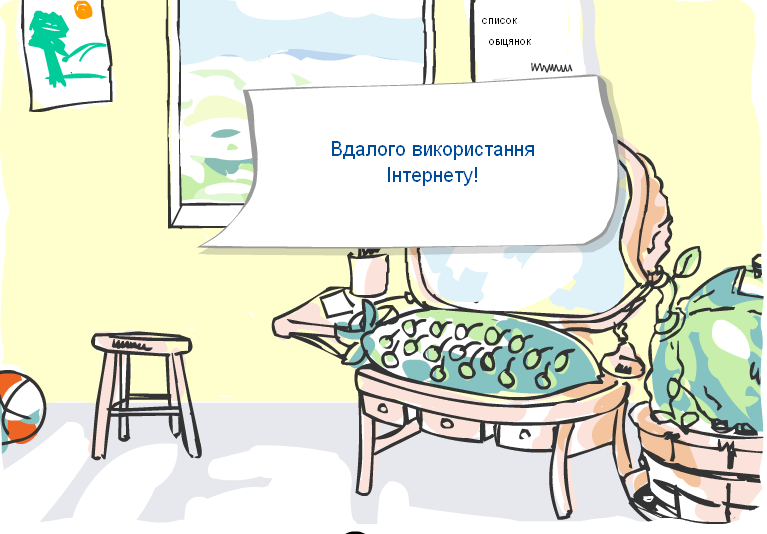 список
обіцянок
Вдалого використання
Інтернету!